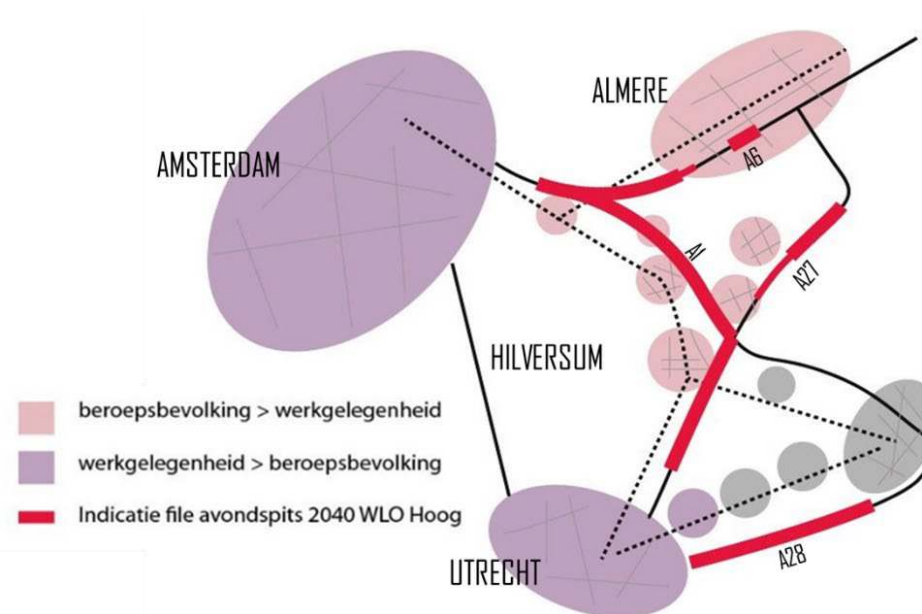 ALMERE
AMSTERDAM
A6
A1
A27
HILVERSUM
beroepsbevolking > werkgelegenheid
werkgelegenheid > beroepsbevolking
Indicatie file avondspits 2040 WLO Hoog
UTRECHT
A28